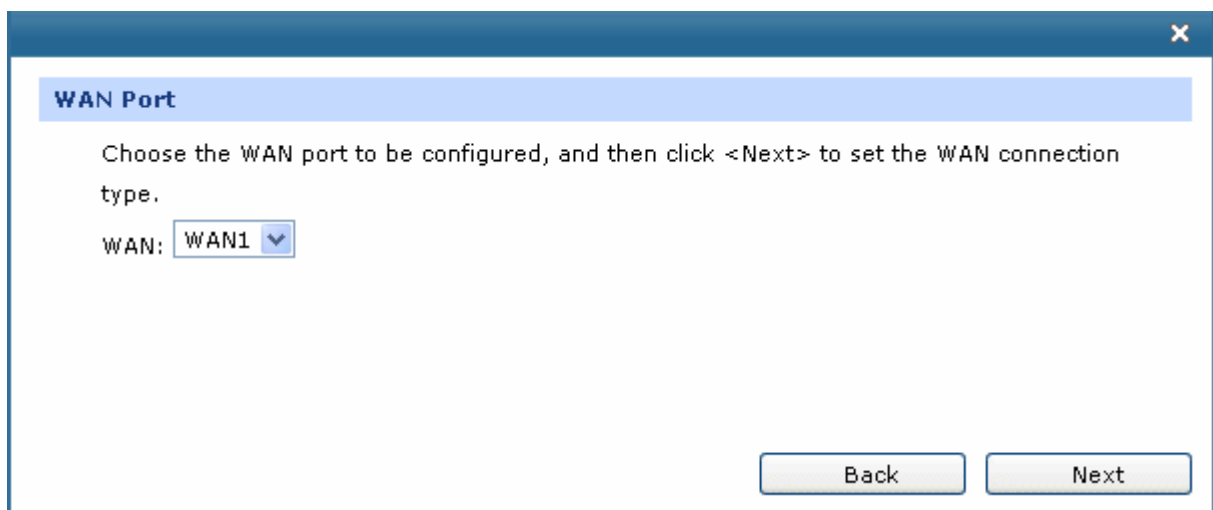 WAN Port
Choose the WAN port to be configured, and then click <Next> to set the WAN connection
type.
WAN: WAN1
Back Next